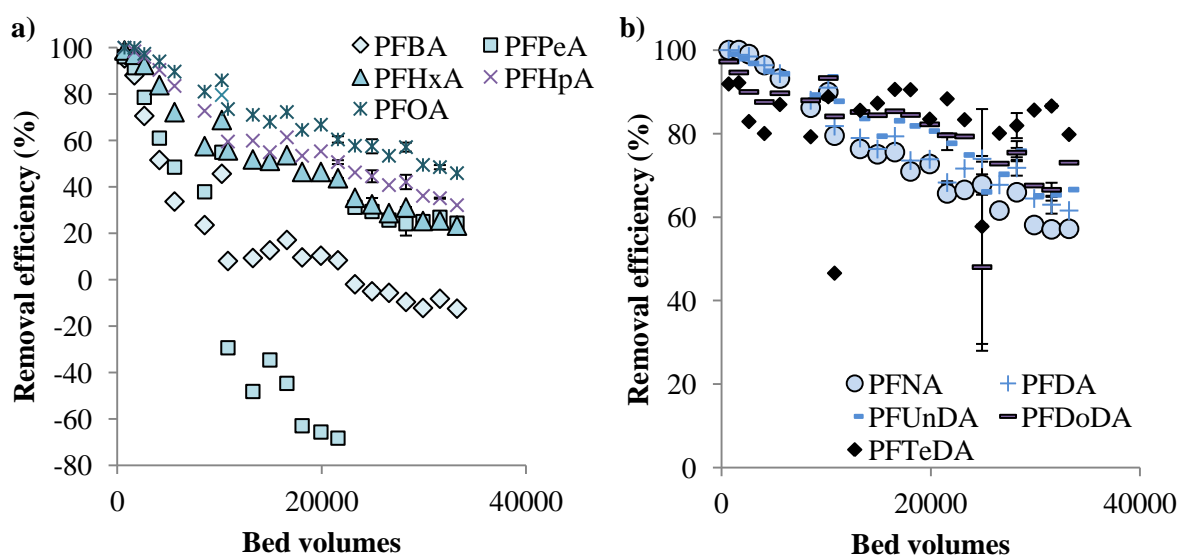 a)
Removal efficiency (%)
100
80
60
40
20
0
-20
-40
-60
-80
PFBA PFPeA
PFHxA PFHpA
PFOA
0 20000 40000
Bed volumes
b)
Removal efficiency (%)
100
80
60
40
20
0
PFNA PFDA
PFUnDA PFDoDA
PFTeDA
0 20000 40000
Bed volumes